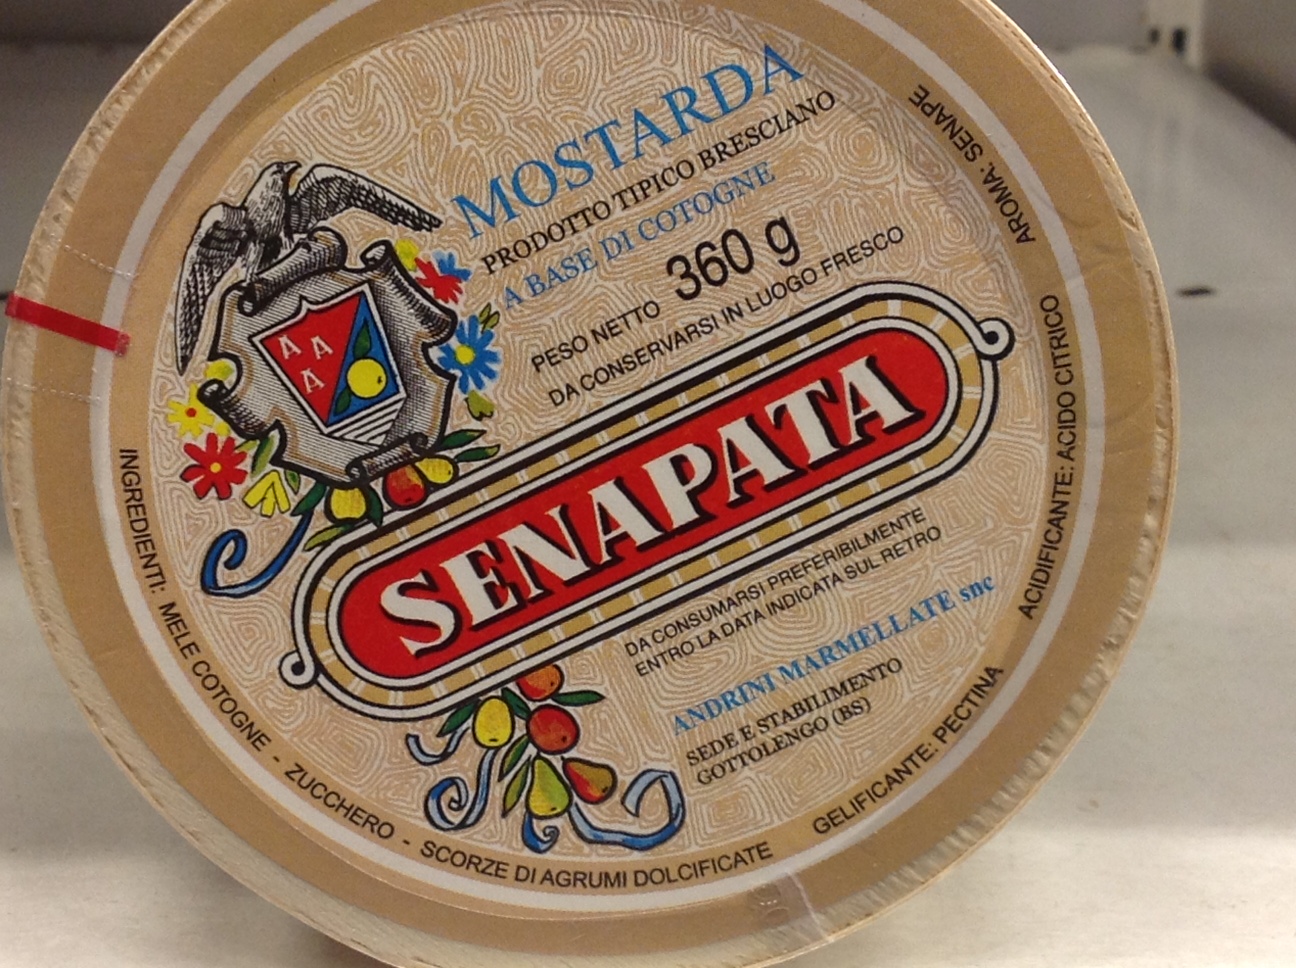 MOSTARDA
PRODOTTO TIPICO BRESCIANO
A BASE DI COTOGNE
PESO NETTO 360 g
DA CONSERVARSI IN LUOGO FRESCO
A A
A
SENAPATA
DA CONSUMARSI PREFERIBILMENTE
ENTRO LA DATA INDICATA SUL RETRO
ANDRINI MARMELLATE snc
SEDE E STABILIMENTO
GOTTOLENGO (BS)
INGREDIENTI: MELE COTOGNE - ZUCCHERO - SCORZE DI AGRUMI DOLCIFICATE
GELIFICANTE: PECTINA
ACIDIFICANTE: ACIDO CITRICO
AROMA: SENAPE